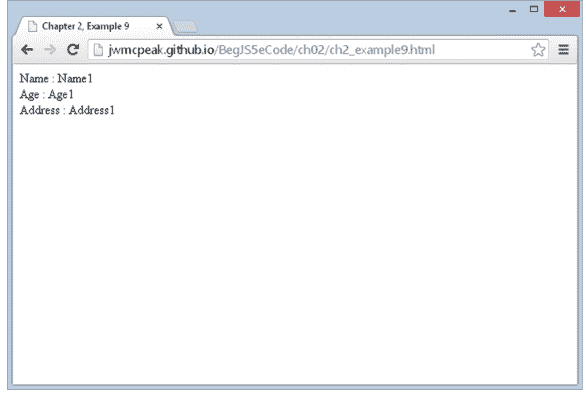 Chapter 2, Example 9
jwmcpeak.github.io/BegJS5eCode/ch02/ch2_example9.html
Name : Name1
Age : Age1
Address : Address1